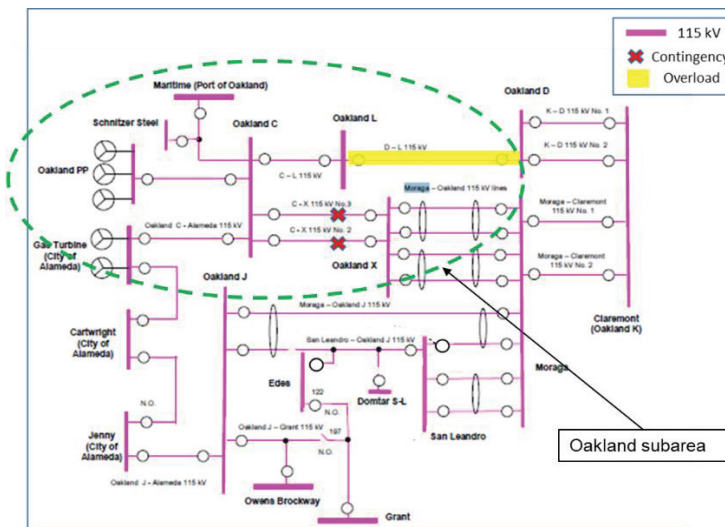 115 kV
Contingency
Overload
Maritime (Port of Oakland)
Schnitzer Steel
Oakland C
Oakland L
Oakland D
K – D 115 kV No. 1
K – D 115 kV No. 2
D – L 115 kV
Oakland PP
C – L 115 kV
Moraga – Oakland 115 kV lines
C - X 115 kV No.3
Moraga – Claremont
115 kV No. 1
Oakland C - Alameda 115 kV
C - X 115 kV No. 2
Gas Turbine (City of
Alameda)
Oakland X
Moraga – Claremont
115 kV No. 2
Oakland J
Claremont
(Oakland K)
Moraga – Oakland J 115 kV
Cartwright
(City of
Alameda)
San Leandro – Oakland J 115 kV
Edes
Moraga
122
N.O.
Domtar S-L
N.O.
Jenny (City of
Alameda)
Oakland J – Grant 115 kV
197
N.O.
San Leandro
Oakland subarea
Oakland J - Alameda 115 kV
Owens Brockway
Grant